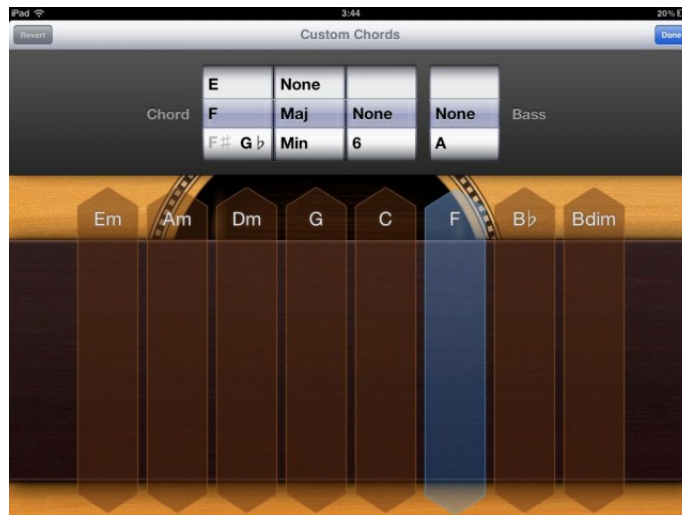 iPad 3:44 20%
Revert Custom Chords Done
E None
Chord F Maj None None Bass
F♯ G♭ Min 6 A
Em Am Dm G C F B♭ Bdim